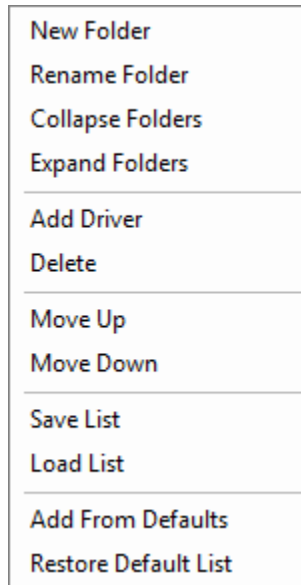 New Folder
Rename Folder
Collapse Folders
Expand Folders
Add Driver
Delete
Move Up
Move Down
Save List
Load List
Add From Defaults
Restore Default List